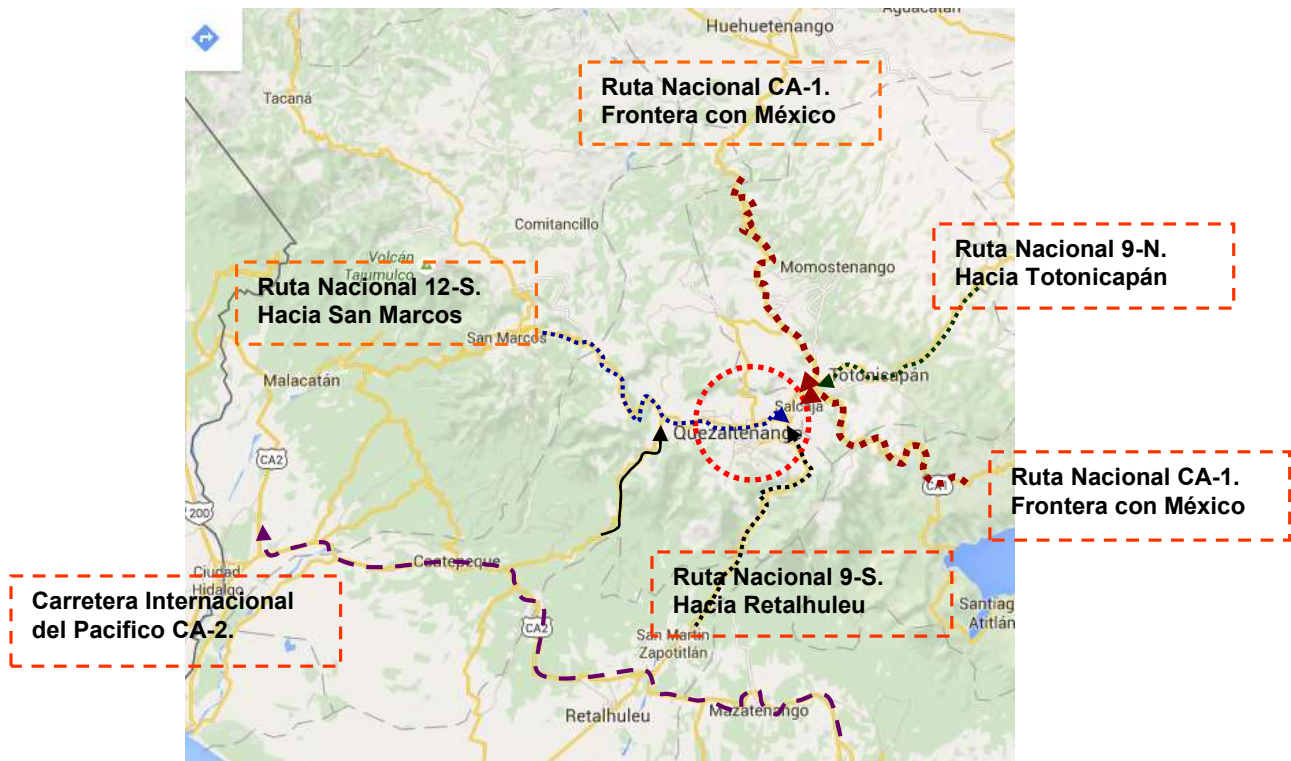 Aguacatán
Huehuetenango
Ruta Nacional CA-1.
Frontera con México
Tacaná
Comitancillo
Ruta Nacional 9-N.
Hacia Totonicapán
Volcán
Tajumulco
Momostenango
Ruta Nacional 12-S.
Hacia San Marcos
San Marcos
Totonicapán
Malacatán
Salcajá
Quezaltenango
CA2
Ruta Nacional CA-1.
Frontera con México
CA1
200
Coatepeque
Ciudad
Hidalgo
Ruta Nacional 9-S.
Hacia Retalhuleu
Carretera Internacional
del Pacifico CA-2.
Santiag
Atitlán
CA2
San Martín
Zapotitlán
Retalhuleu
Mazatenango